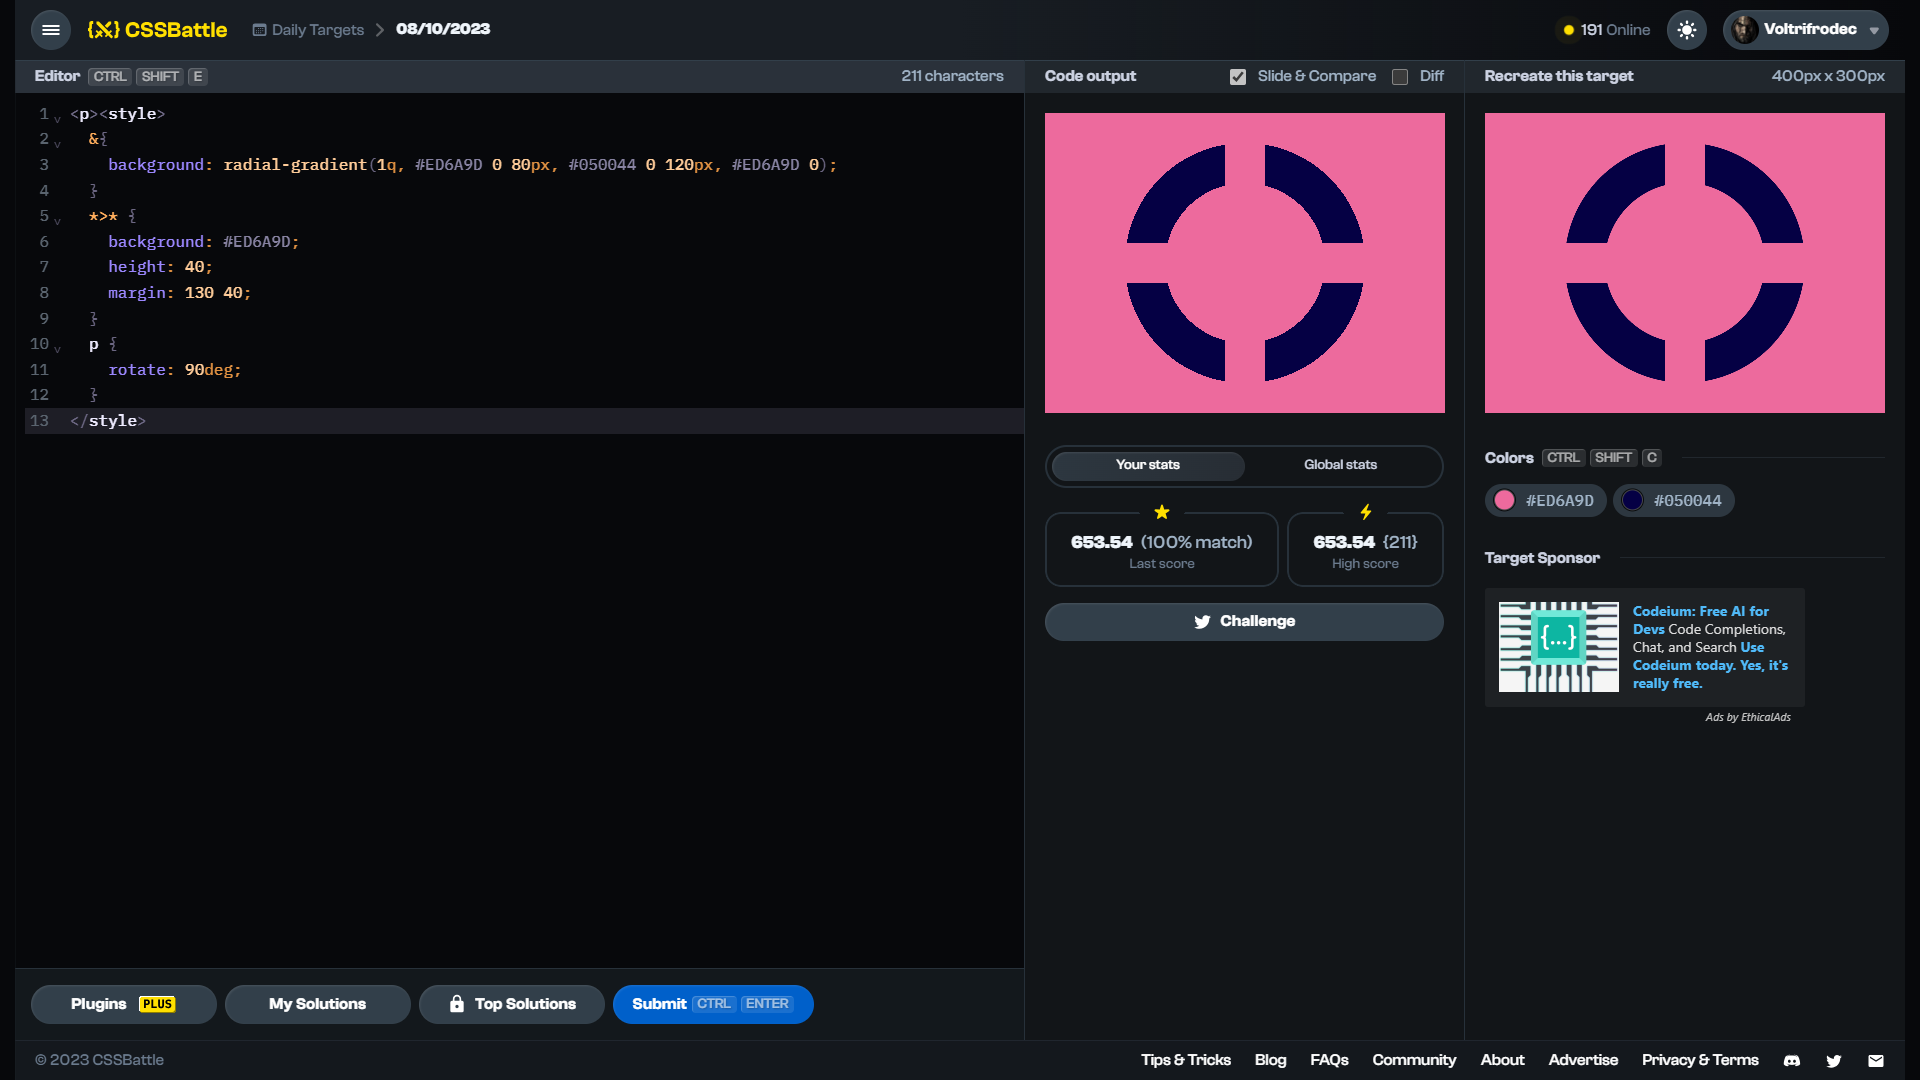 CSSBattle
Daily Targets
08/10/2023
191 Online
Voltrifrodec
Editor CTRL SHIFT E
211 characters
1 <p><style>
2 &{
3 background: radial-gradient(1q, #ED6A9D 0 80px, #050044 0 120px, #ED6A9D 0);
4 }
5 *>* {
6 background: #ED6A9D;
7 height: 40;
8 margin: 130 40;
9 }
10 p {
11 rotate: 90deg;
12 }
13 </style>
Plugins PLUS
My Solutions
Top Solutions
Submit CTRL ENTER
Code output
Slide & Compare
Diff
Your stats
Global stats
653.54 (100% match)
Last score
653.54 {211}
High score
Challenge
Recreate this target
400px x 300px
Colors CTRL SHIFT C
#ED6A9D
#050044
Target Sponsor
{...}
Codeium: Free AI for
Devs Code Completions,
Chat, and Search Use
Codeium today. Yes, it's
really free.
Ads by EthicalAds
© 2023 CSSBattle
Tips & Tricks
Blog
FAQs
Community
About
Advertise
Privacy & Terms